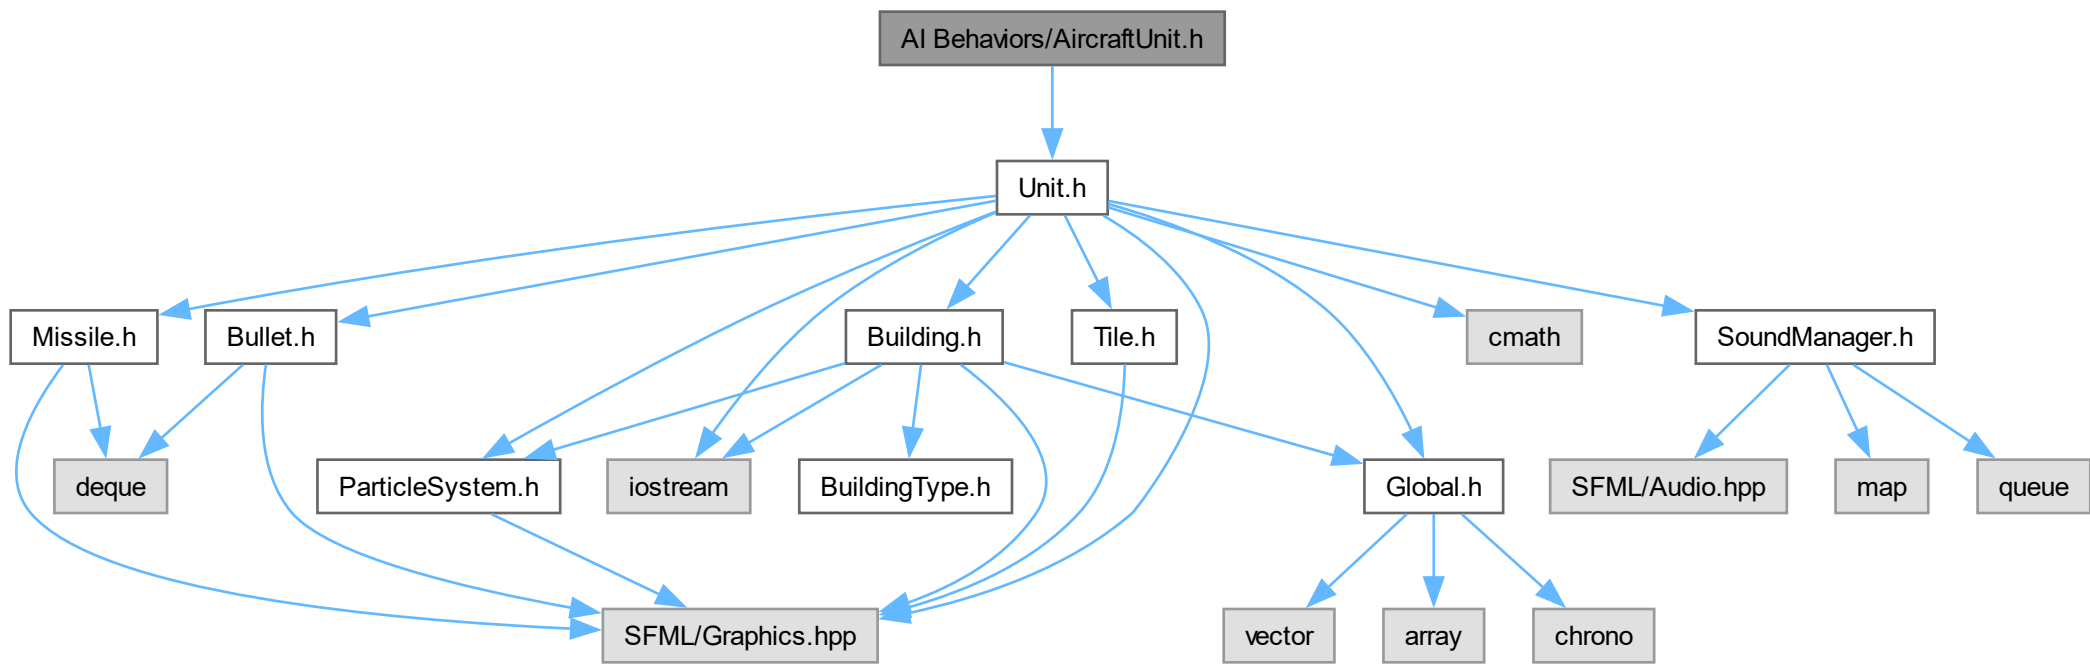 AI Behaviors/AircraftUnit.h
Unit.h
Missile.h
Bullet.h
Building.h
Tile.h
cmath
SoundManager.h
deque
ParticleSystem.h
iostream
BuildingType.h
Global.h
SFML/Audio.hpp
map
queue
SFML/Graphics.hpp
vector
array
chrono